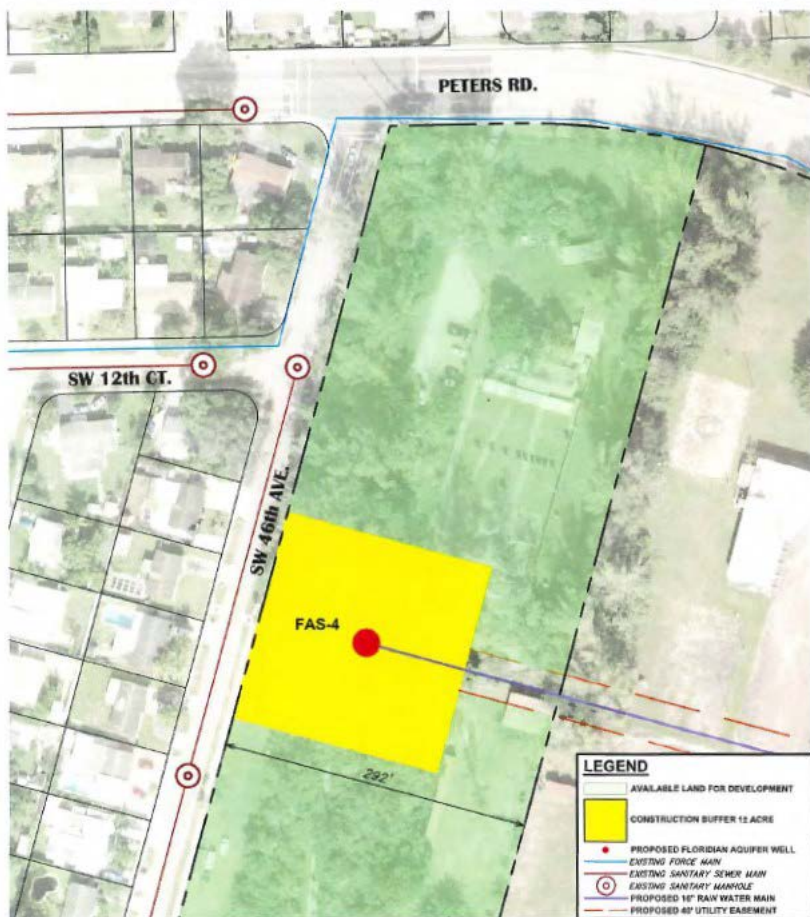 PETERS RD.
SW 12th CT.
SW 46th AVE.
FAS-4
292'
LEGEND
AVAILABLE LAND FOR DEVELOPMENT
CONSTRUCTION BUFFER 1± ACRE
PROPOSED FLORIDIAN AQUIFER WELL
EXISTING FORCE MAIN
EXISTING SANITARY SEWER MAIN
EXISTING SANITARY MANHOLE
PROPOSED 16" RAW WATER MAIN
PROPOSED 40' UTILITY EASEMENT